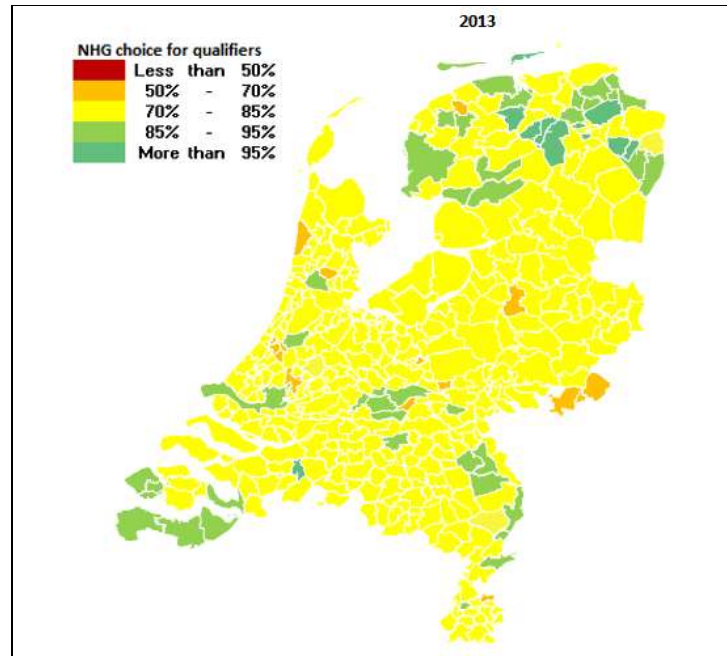 2013
NHG choice for qualifiers
Less than 50%
50% - 70%
70% - 85%
85% - 95%
More than 95%